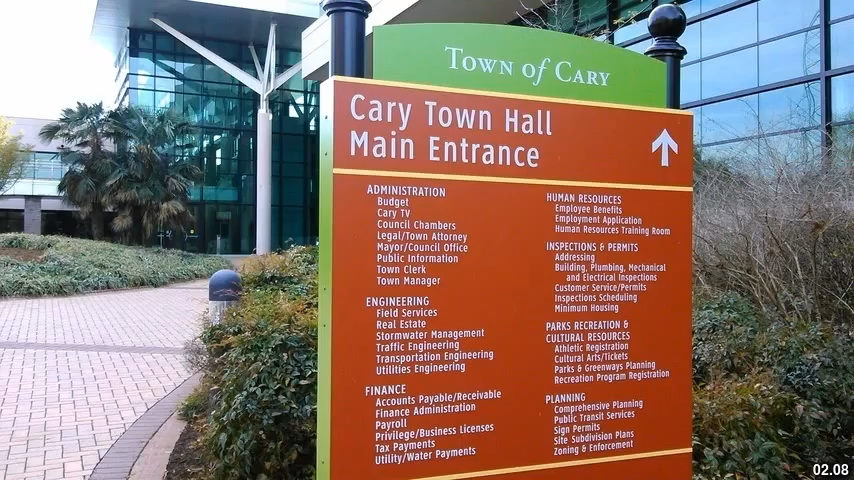 Town of Cary
Cary Town Hall
Main Entrance
ADMINISTRATION
Budget
Cary TV
Council Chambers
Legal/Town Attorney
Mayor/Council Office
Public Information
Town Clerk
Town Manager
ENGINEERING
Field Services
Real Estate
Stormwater Management
Traffic Engineering
Transportation Engineering
Utilities Engineering
FINANCE
Accounts Payable/Receivable
Finance Administration
Payroll
Privilege/Business Licenses
Tax Payments
Utility/Water Payments
HUMAN RESOURCES
Employee Benefits
Employment Application
Human Resources Training Room
INSPECTIONS & PERMITS
Addressing
Building, Plumbing, Mechanical
and Electrical Inspections
Customer Service/Permits
Inspections Scheduling
Minimum Housing
PARKS RECREATION &
CULTURAL RESOURCES
Athletic Registration
Cultural Arts/Tickets
Parks & Greenways Planning
Recreation Program Registration
PLANNING
Comprehensive Planning
Public Transit Services
Sign Permits
Site Subdivision Plans
Zoning & Enforcement
02.08